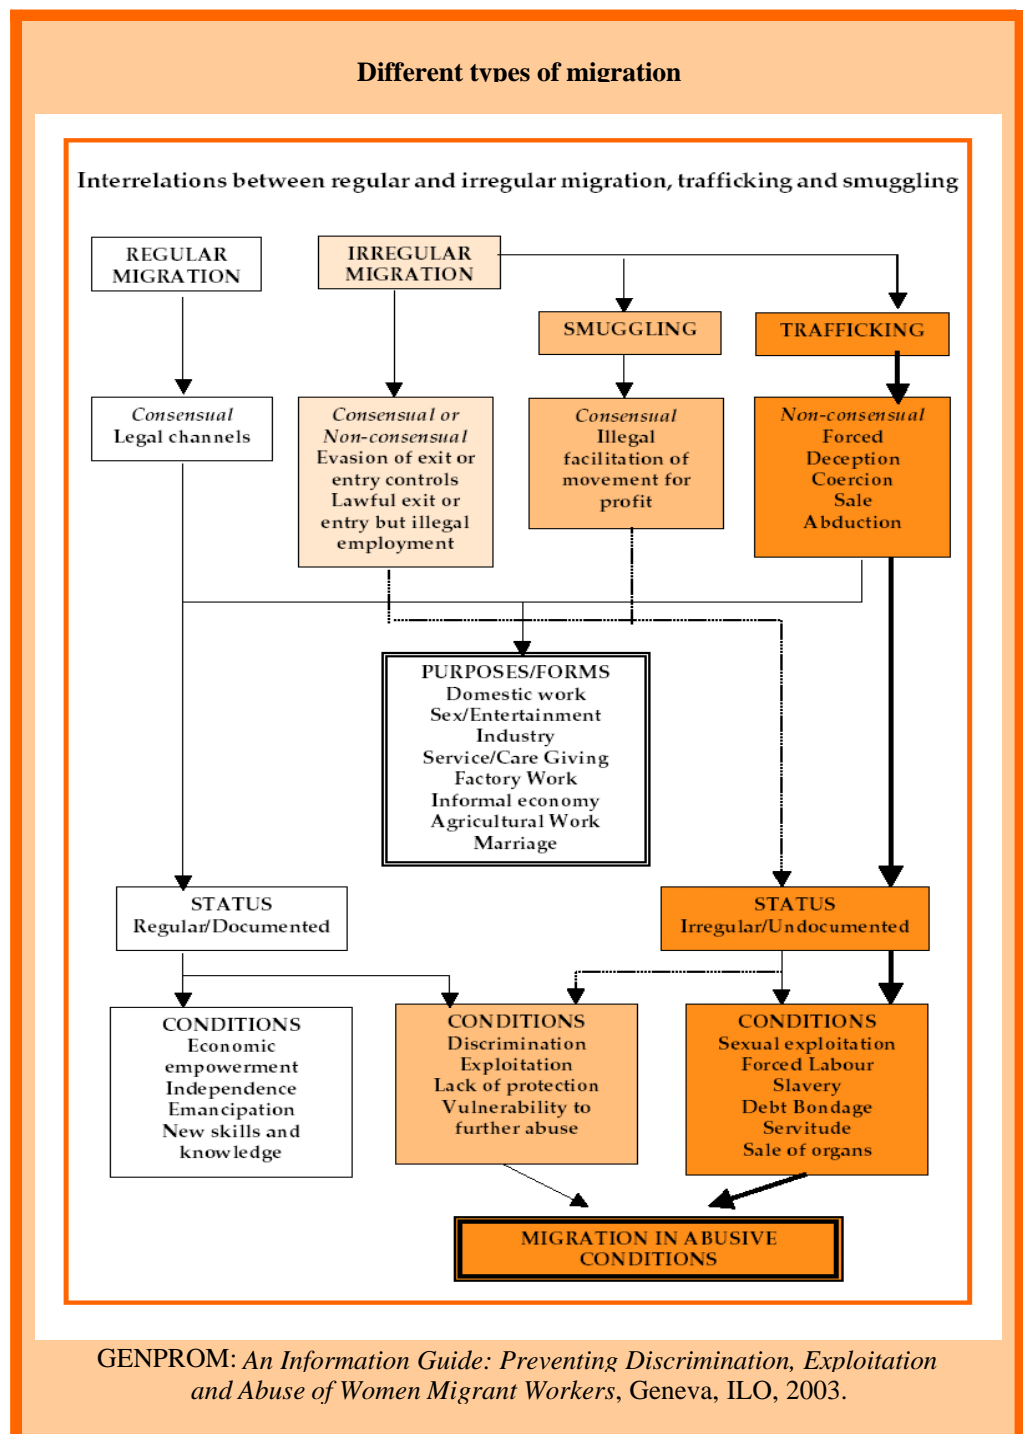 Different types of migration
Interrelations between regular and irregular migration, trafficking and smuggling
REGULAR
MIGRATION
IRREGULAR
MIGRATION
SMUGGLING
TRAFFICKING
Consensual
Legal channels
Consensual or
Non-consensual
Evasion of exit or
entry controls
Lawful exit or
entry but illegal
employment
Consensual
Illegal
facilitation of
movement for
profit
Non-consensual
Forced
Deception
Coercion
Sale
Abduction
PURPOSES/FORMS
Domestic work
Sex/Entertainment
Industry
Service/Care Giving
Factory Work
Informal economy
Agricultural Work
Marriage
STATUS
Regular/Documented
STATUS
Irregular/Undocumented
CONDITIONS
Economic
empowerment
Independence
Emancipation
New skills and
knowledge
CONDITIONS
Discrimination
Exploitation
Lack of protection
Vulnerability to
further abuse
CONDITIONS
Sexual exploitation
Forced Labour
Slavery
Debt Bondage
Servitude
Sale of organs
MIGRATION IN ABUSIVE
CONDITIONS
GENPROM: An Information Guide: Preventing Discrimination, Exploitation
and Abuse of Women Migrant Workers, Geneva, ILO, 2003.